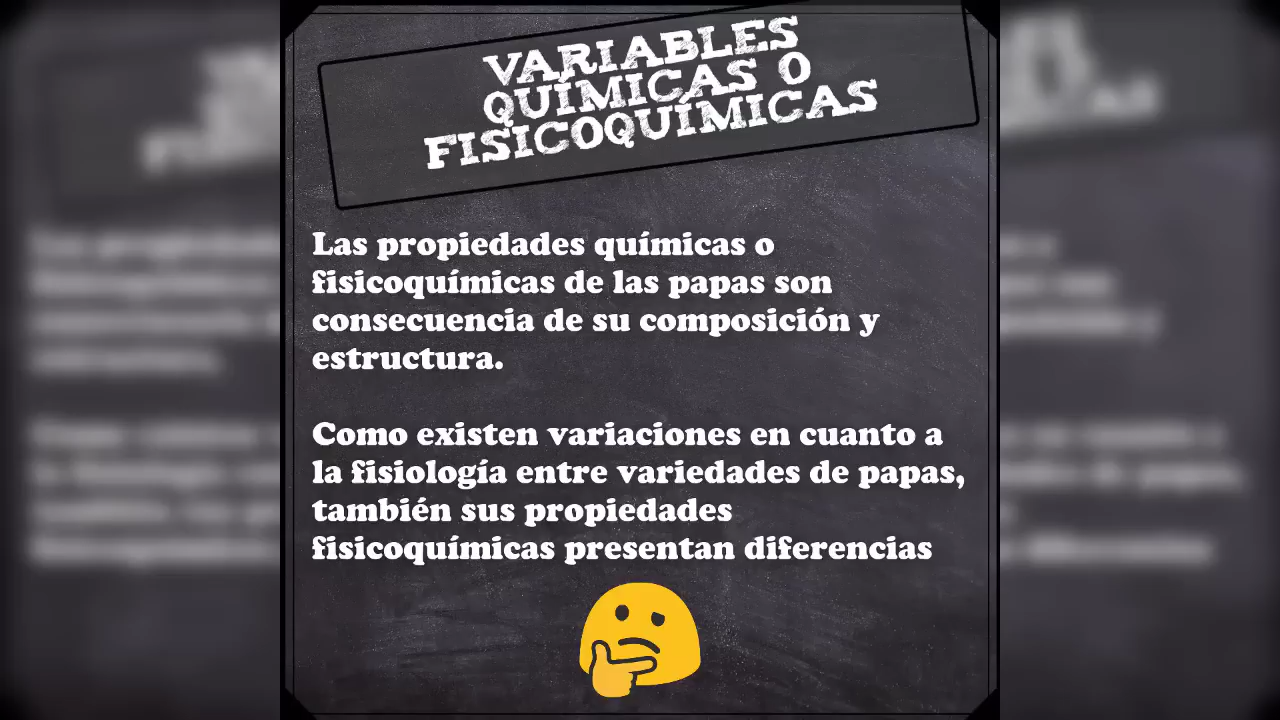 VARIABLES
QUÍMICAS O
FISICOQUÍMICAS
Las propiedades químicas o
fisicoquímicas de las papas son
consecuencia de su composición y
estructura.
Como existen variaciones en cuanto a
la fisiología entre variedades de papas,
también sus propiedades
fisicoquímicas presentan diferencias